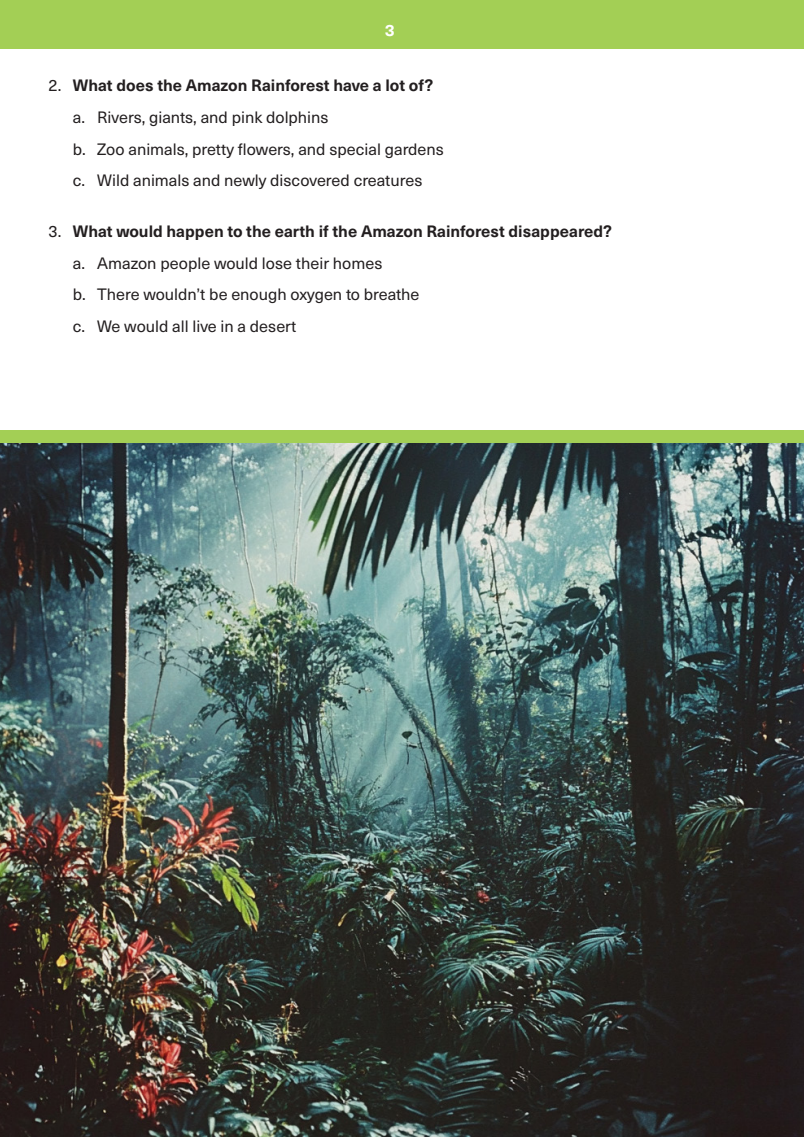 3
2. What does the Amazon Rainforest have a lot of?
a. Rivers, giants, and pink dolphins
b. Zoo animals, pretty flowers, and special gardens
c. Wild animals and newly discovered creatures
3. What would happen to the earth if the Amazon Rainforest disappeared?
a. Amazon people would lose their homes
b. There wouldn't be enough oxygen to breathe
c. We would all live in a desert